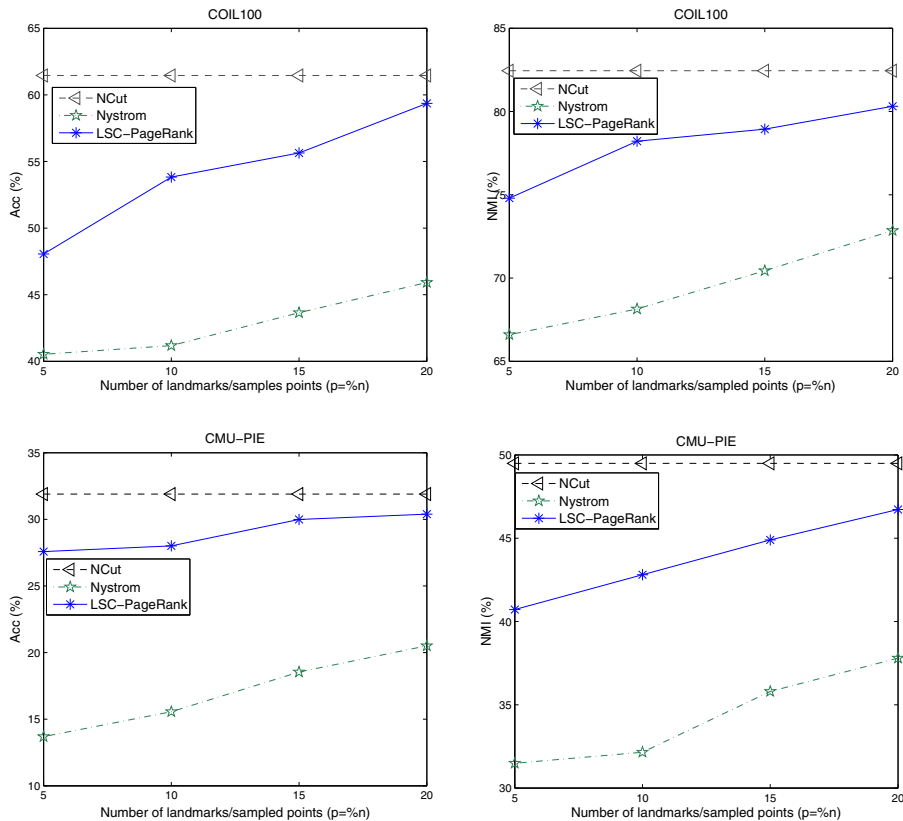 COIL100
65
60
55
50
45
40
Acc (%)
NCut
Nystrom
LSC-PageRank
5
10
15
20
Number of landmarks/sampled points (p=%n)
COIL100
85
80
75
70
65
NMI (%)
NCut
Nystrom
LSC-PageRank
5
10
15
20
Number of landmarks/sampled points (p=%n)
CMU-PIE
35
30
25
20
15
10
Acc (%)
NCut
Nystrom
LSC-PageRank
5
10
15
20
Number of landmarks/sampled points (p=%n)
CMU-PIE
50
45
40
35
30
NMI (%)
NCut
Nystrom
LSC-PageRank
5
10
15
20
Number of landmarks/sampled points (p=%n)